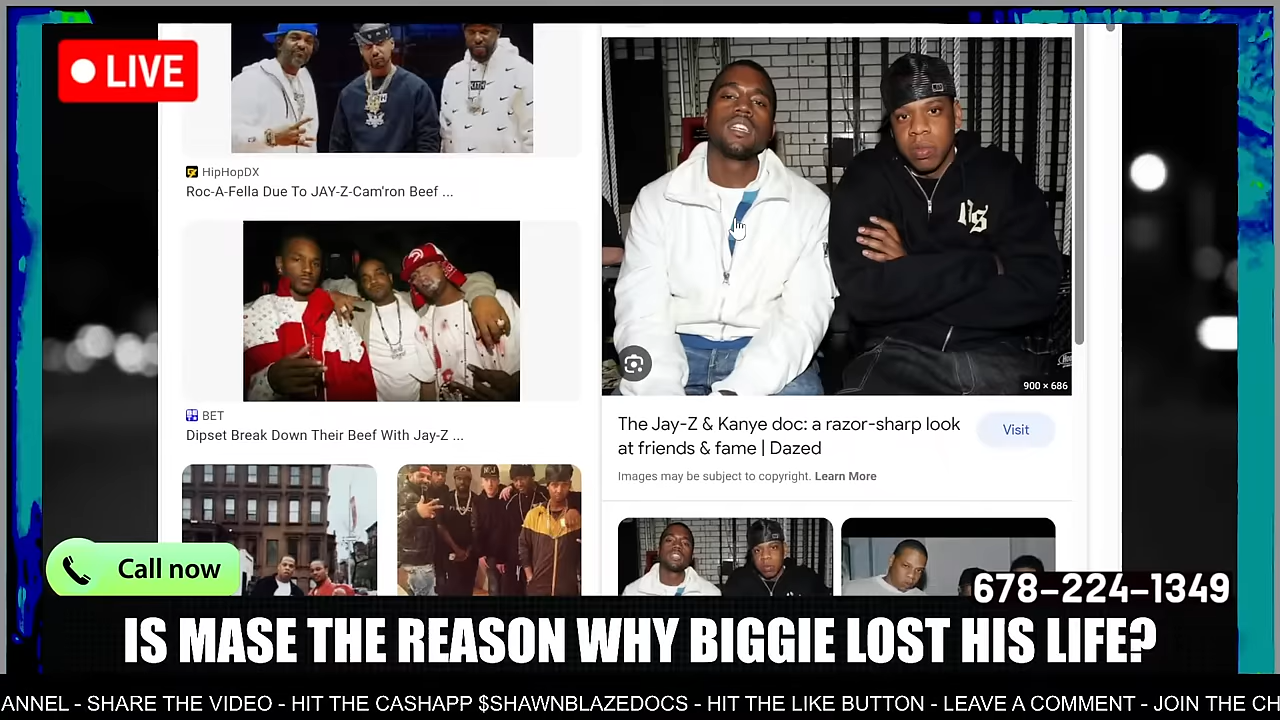 LIVE
HipHopDX
Roc-A-Fella Due To JAY-Z-Cam'ron Beef ...
BET
Dipset Break Down Their Beef With Jay-Z ...
900 × 686
The Jay-Z & Kanye doc: a razor-sharp look
at friends & fame | Dazed
Visit
Images may be subject to copyright. Learn More
Call now
678-224-1349
IS MASE THE REASON WHY BIGGIE LOST HIS LIFE?
ANNEL - SHARE THE VIDEO - HIT THE CASHAPP $SHAWNBLAZEDOCS - HIT THE LIKE BUTTON - LEAVE A COMMENT - JOIN THE CH